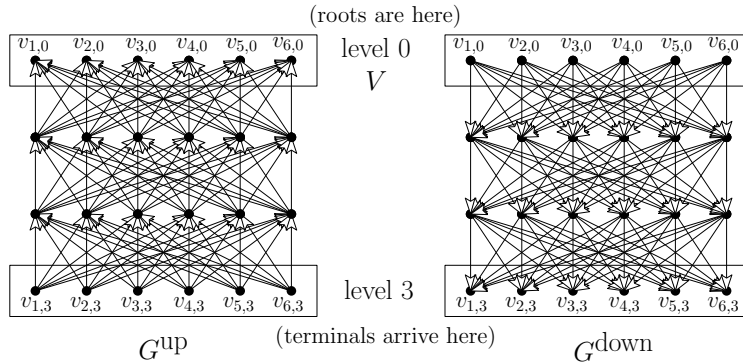 (roots are here)
v1,0 v2,0 v3,0 v4,0 v5,0 v6,0 level 0 v1,0 v2,0 v3,0 v4,0 v5,0 v6,0
V
level 3
v1,3 v2,3 v3,3 v4,3 v5,3 v6,3 v1,3 v2,3 v3,3 v4,3 v5,3 v6,3
(terminals arrive here)
Gup Gdown